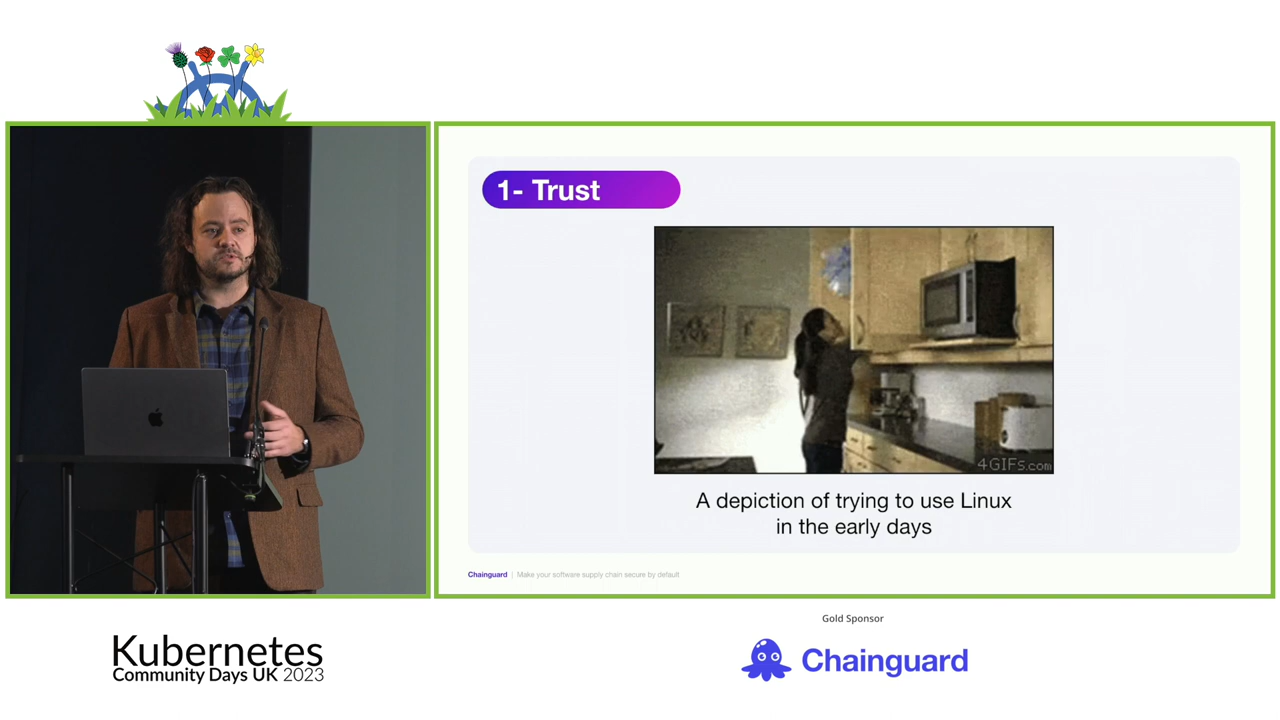 1- Trust
4GIFs.com
A depiction of trying to use Linux
in the early days
Chainguard | Make your software supply chain secure by default
Gold Sponsor
Kubernetes
Community Days UK 2023
Chainguard